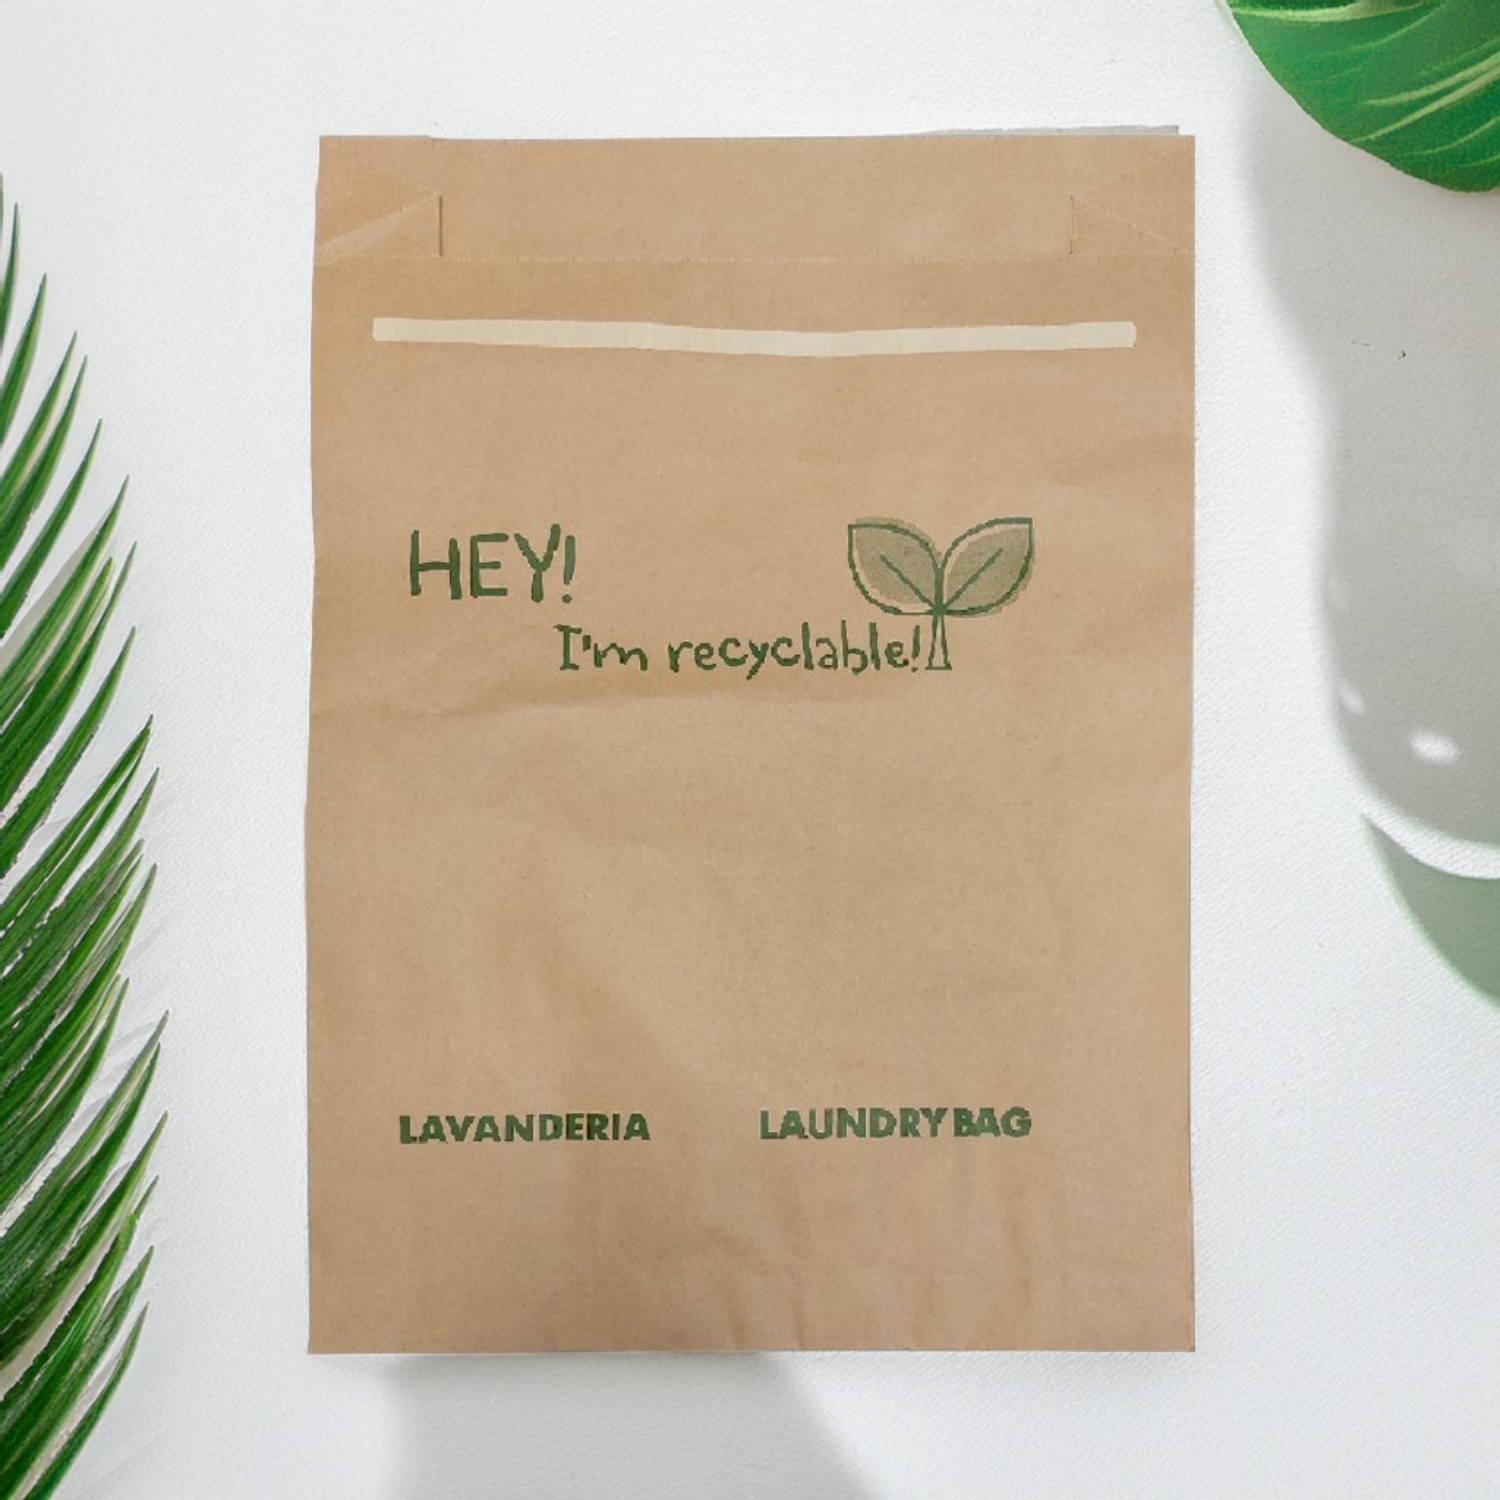 HEY!
I'm recyclable!
LAVANDERIA LAUNDRY BAG